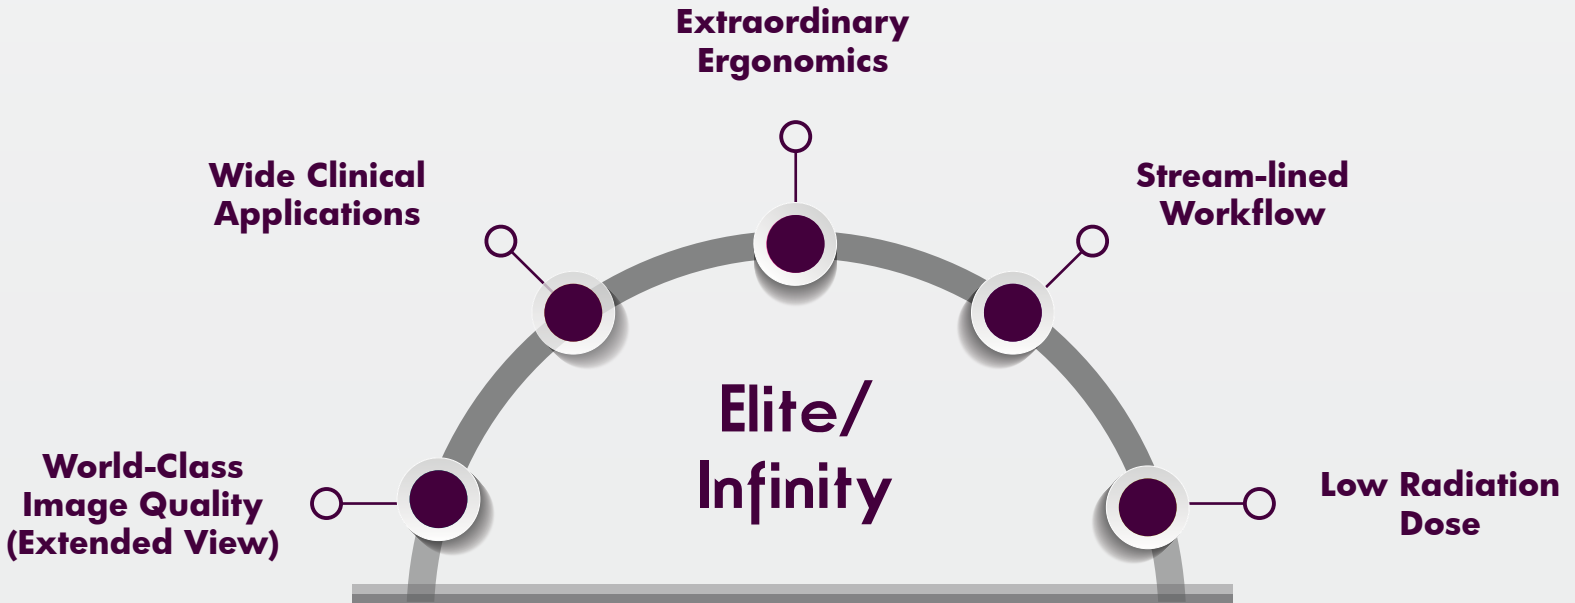 Extraordinary
Ergonomics
Wide Clinical
Applications
Stream-lined
Workflow
Elite/
Infinity
World-Class
Image Quality
(Extended View)
Low Radiation
Dose